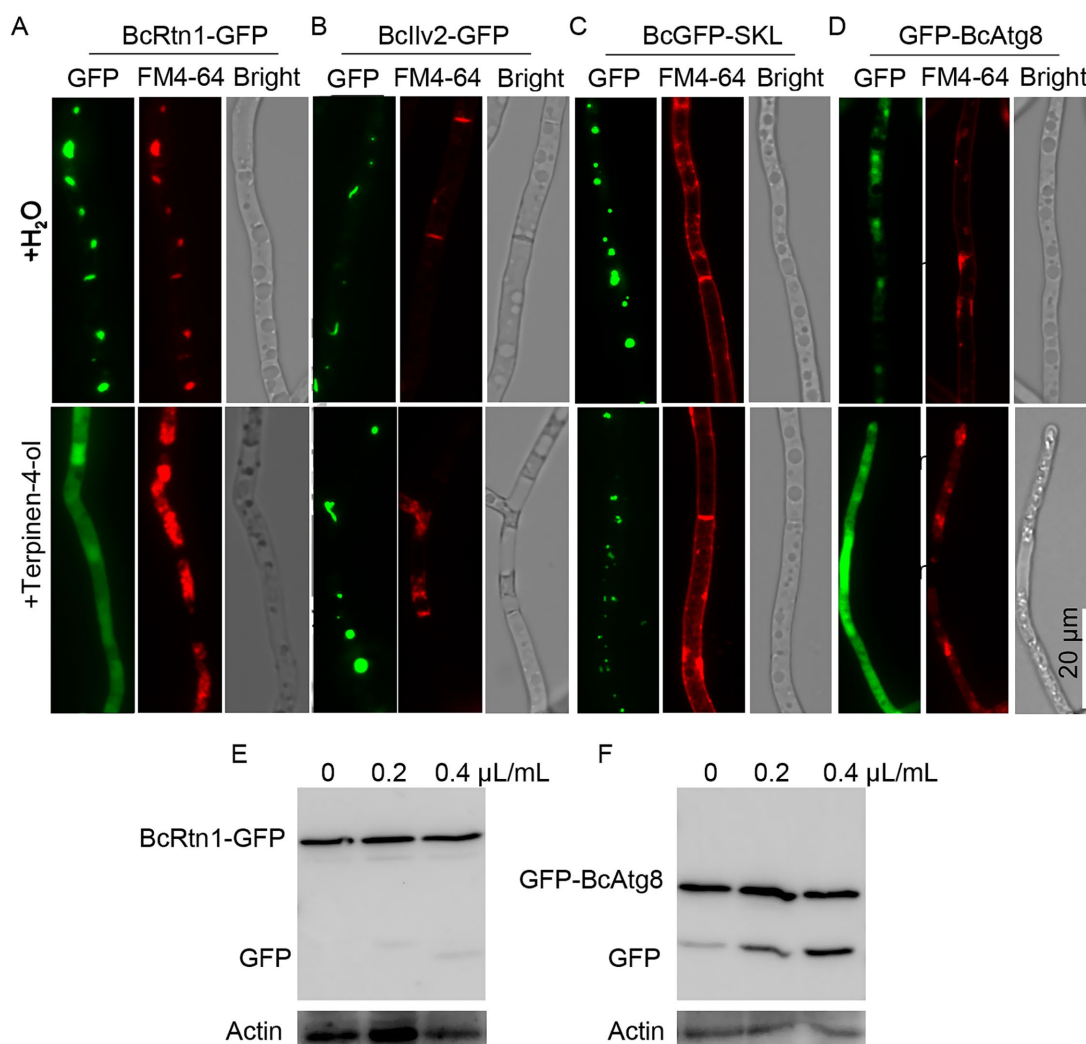 A BcRtn1-GFP B BcIlv2-GFP C BcGFP-SKL D GFP-BcAtg8
GFP FM4-64 Bright GFP FM4-64 Bright GFP FM4-64 Bright GFP FM4-64 Bright
+H₂O
+Terpinen-4-ol
20 μm
E F
0 0.2 0.4 μL/mL 0 0.2 0.4 μL/mL
BcRtn1-GFP
GFP-BcAtg8
GFP GFP
Actin Actin